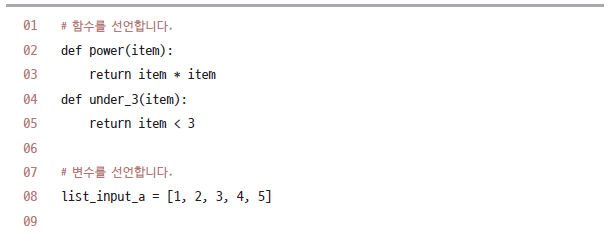 01 # 함수를 선언합니다.
02 def power(item):
03     return item * item
04 def under_3(item):
05     return item < 3
06
07 # 변수를 선언합니다.
08 list_input_a = [1, 2, 3, 4, 5]
09